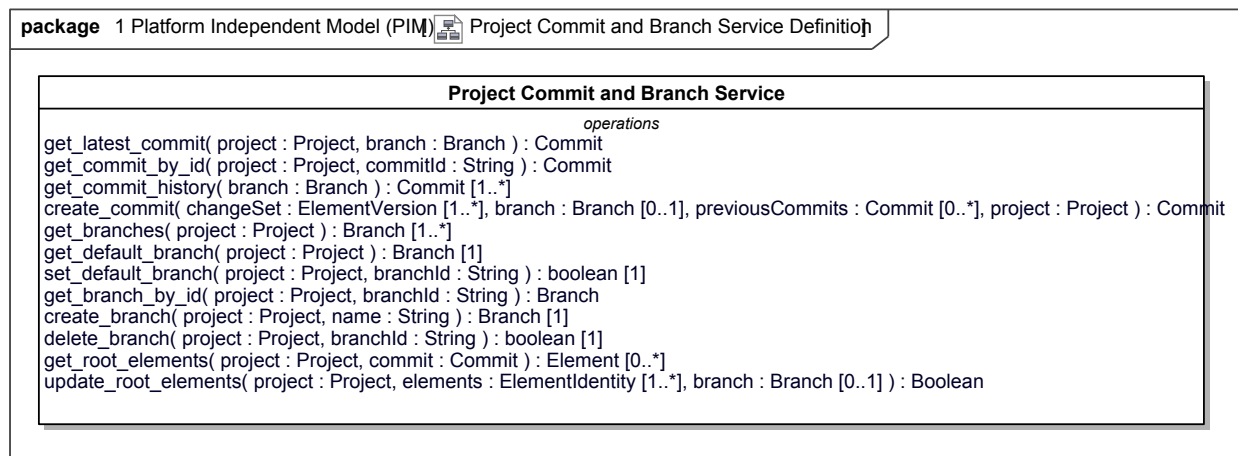 package 1 Platform Independent Model (PIM)[ Project Commit and Branch Service Definition]
Project Commit and Branch Service
operations
get_latest_commit( project : Project, branch : Branch ) : Commit
get_commit_by_id( project : Project, commitId : String ) : Commit
get_commit_history( branch : Branch ) : Commit [1..*]
create_commit( changeSet : ElementVersion [1..*], branch : Branch [0..1], previousCommits : Commit [0..*], project : Project ) : Commit
get_branches( project : Project ) : Branch [1..*]
get_default_branch( project : Project ) : Branch [1]
set_default_branch( project : Project, branchId : String ) : boolean [1]
get_branch_by_id( project : Project, branchId : String ) : Branch
create_branch( project : Project, name : String ) : Branch [1]
delete_branch( project : Project, branchId : String ) : boolean [1]
get_root_elements( project : Project, commit : Commit ) : Element [0..*]
update_root_elements( project : Project, elements : ElementIdentity [1..*], branch : Branch [0..1] ) : Boolean